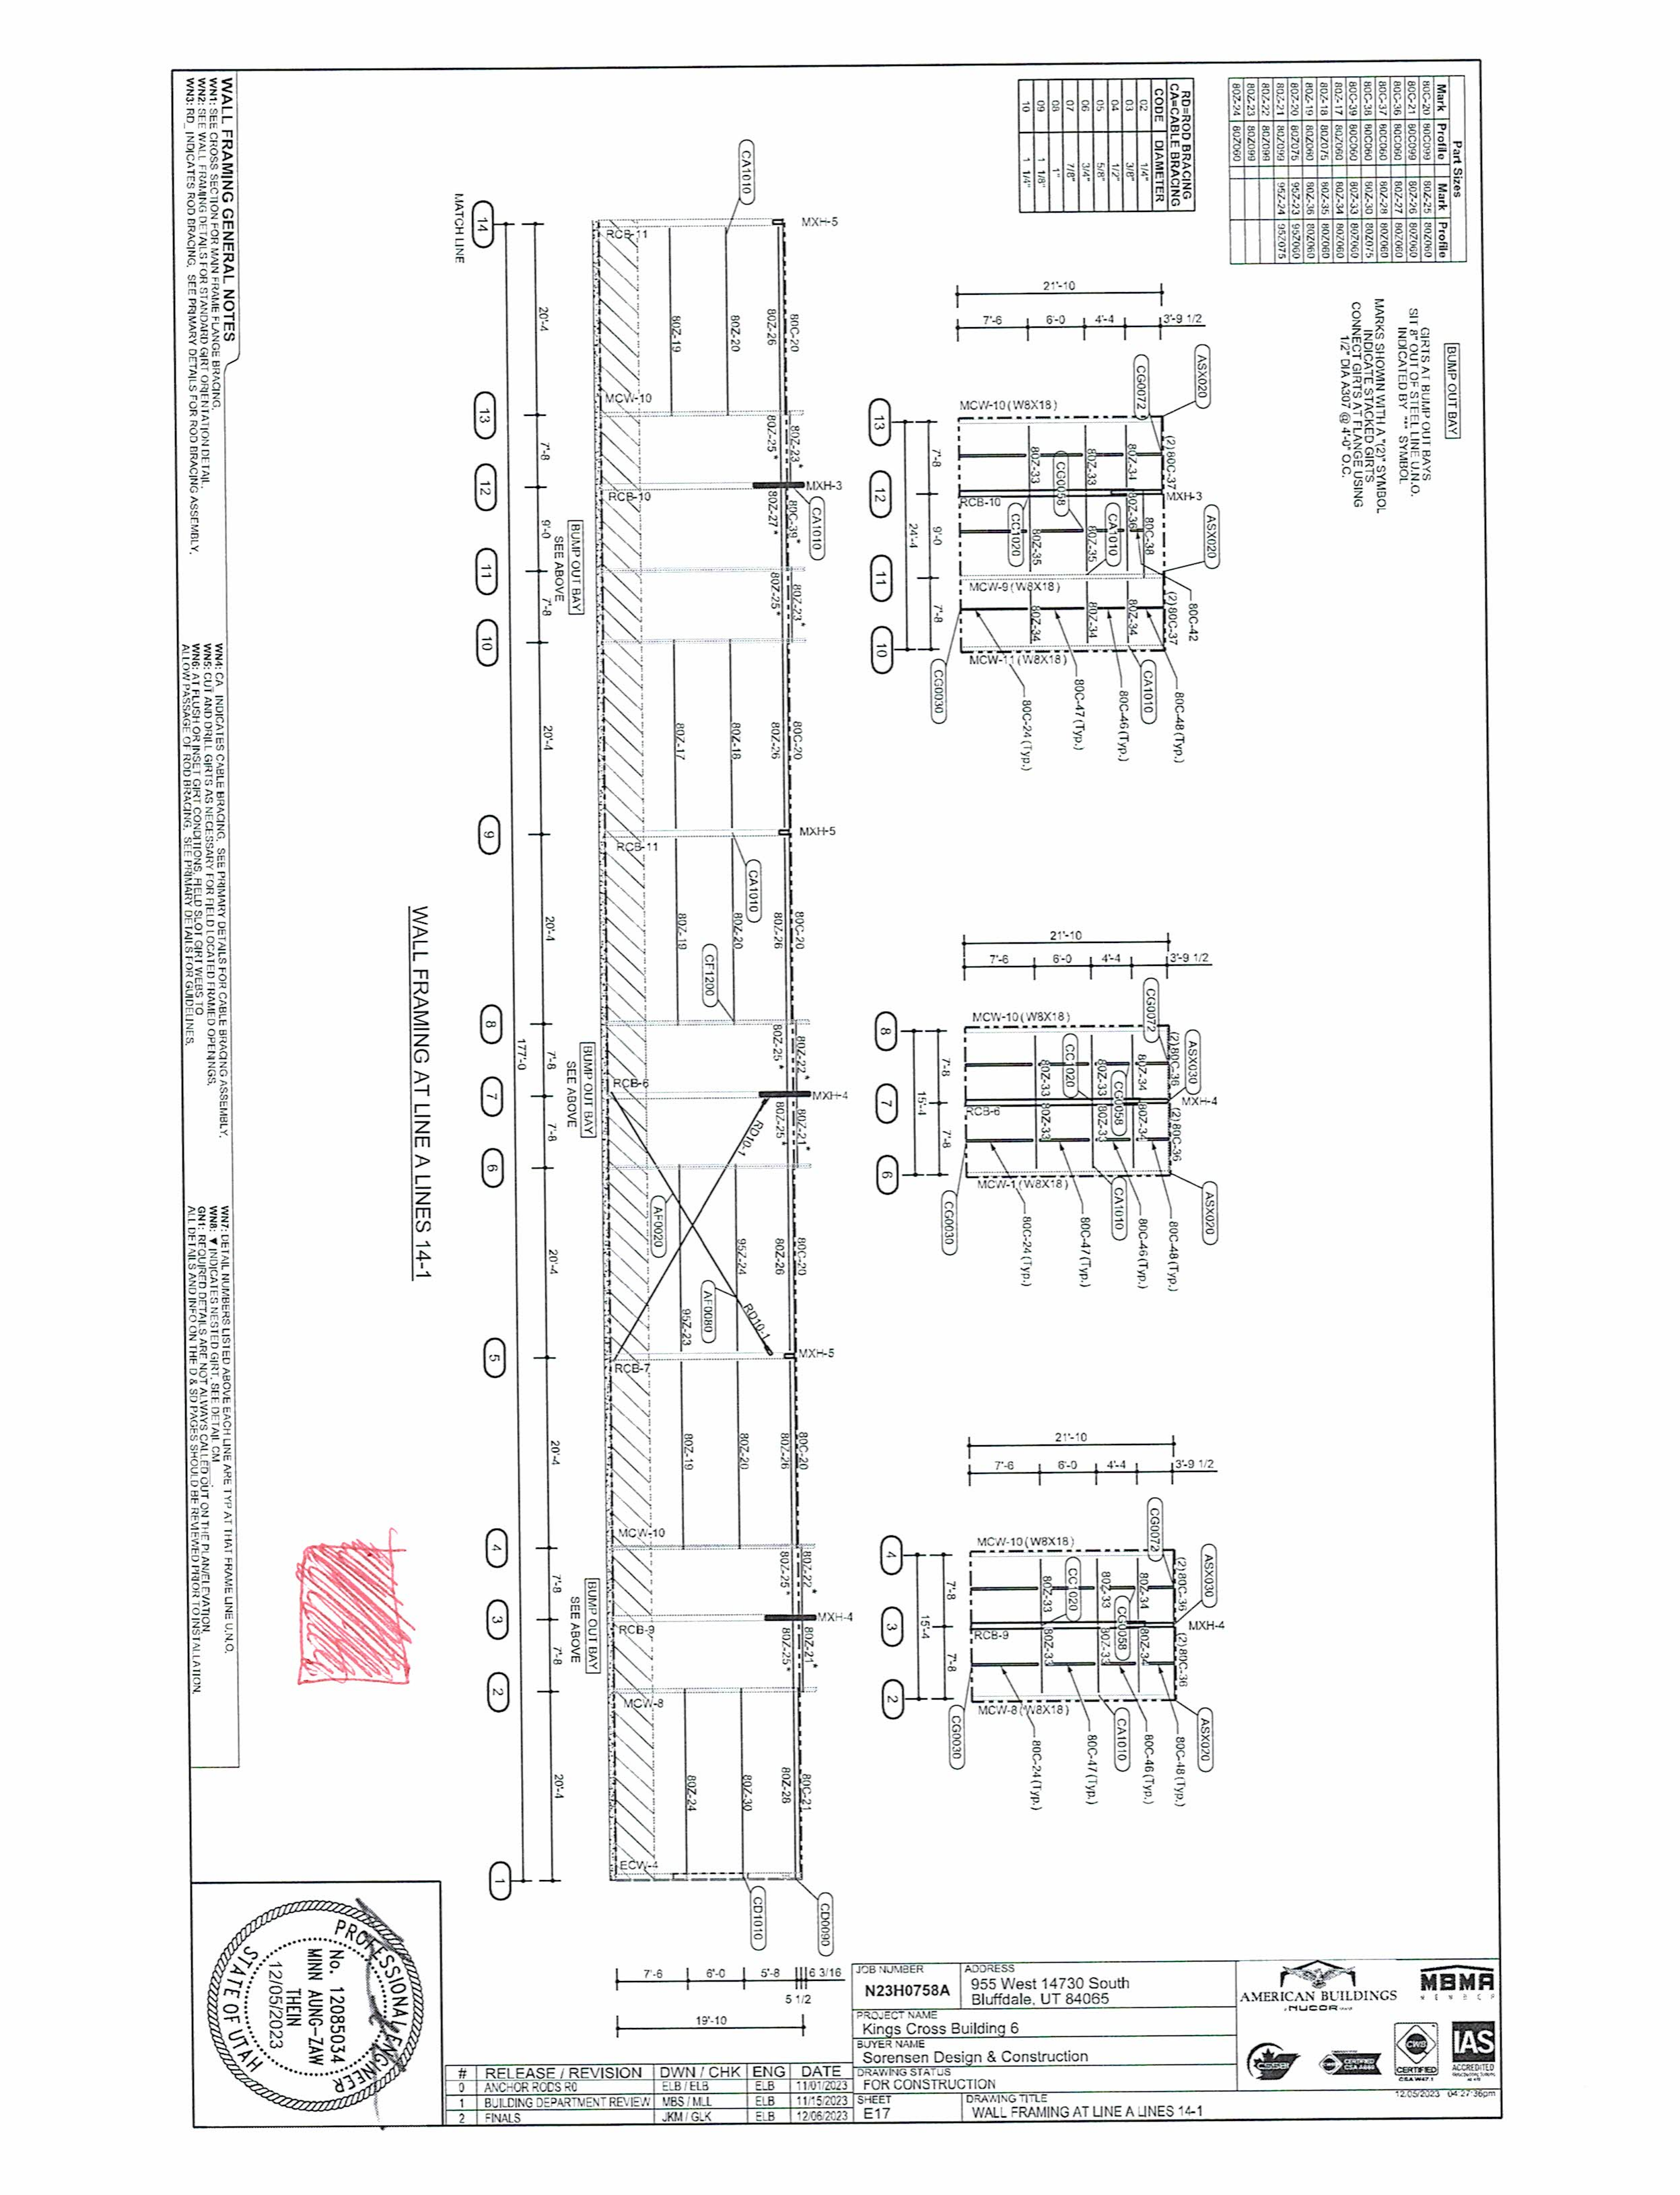 Part Sizes
Mark Profile Mark Profile
80C-20 80C099 80Z-25 80Z060
80C-21 80C099 80Z-26 80Z060
80C-36 80C060 80Z-27 80Z060
80C-37 80C060 80Z-28 80Z060
80C-38 80C060 80Z-30 80Z075
80C-39 80C060 80Z-33 80Z060
80Z-17 80Z060 80Z-34 80Z060
80Z-18 80Z075 80Z-35 80Z060
80Z-19 80Z060 80Z-36 80Z060
80Z-20 80Z075 95Z-23 95Z060
80Z-21 80Z099 95Z-24 95Z075
80Z-22 80Z099
80Z-23 80Z099
80Z-24 80Z060
RD=ROD BRACING
CA=CABLE BRACING
CODE DIAMETER
02 1/4"
03 3/8"
04 1/2"
05 5/8"
06 3/4"
07 7/8"
08 1"
09 1 1/8"
10 1 1/4"
BUMP OUT BAY
GIRTS AT BUMP OUT BAYS
SIT 8" OUT OF STEEL LINE U.N.O.
INDICATED BY "*" SYMBOL
MARKS SHOWN WITH A "(2)" SYMBOL
INDICATE STACKED GIRTS
CONNECT GIRTS AT FLANGE USING
1/2" DIA A307 @ 4'-0" O.C.
21'-10
7'-6 6'-0 4'-4 3'-9 1/2
ASX020
CG0072
MCW-10 (W8X18)
(2)80C-37
80Z-33 80Z-33 80Z-34
CG0058
MXH-3
RCB-10
80Z-36
80C-38
CC1020
CA1010
ASX020
80Z-35 80Z-35
MCW-9 (W8X18)
(2)80C-37
80C-42
80Z-34 80Z-34 80Z-34
MCW-11 (W8X18)
CA1010
CG0030
80C-24 (Typ.)
80C-47 (Typ.)
80C-46 (Typ.)
80C-48 (Typ.)
13 12 11 10
7'-8 9'-0 7'-8
24'-4
21'-10
7'-6 6'-0 4'-4 3'-9 1/2
CG0072
MCW-10 (W8X18)
(2)80C-36
ASX030
CC1020
80Z-33 80Z-33 80Z-34
CG0058
MXH-4
RCB-6
80Z-33 80Z-33 80Z-34
(2)80C-36
MCW-1 (W8X18)
CA1010
ASX020
CG0030
80C-24 (Typ.)
80C-47 (Typ.)
80C-46 (Typ.)
80C-48 (Typ.)
8 7 6
7'-8 7'-8
15'-4
21'-10
7'-6 6'-0 4'-4 3'-9 1/2
CG0072
MCW-10 (W8X18)
(2)80C-36
ASX030
CC1020
80Z-33 80Z-33 80Z-34
CG0058
MXH-4
RCB-9
80Z-33 80Z-33 80Z-34
(2)80C-36
MCW-8 (W8X18)
CA1010
ASX020
CG0030
80C-24 (Typ.)
80C-47 (Typ.)
80C-46 (Typ.)
80C-48 (Typ.)
4 3 2
7'-8 7'-8
15'-4
CA1010
MXH-5 MXH-3 MXH-5 MXH-4 MXH-5 MXH-4
CA1010
80C-20 80Z-23* 80C-39* 80Z-23* 80C-20 80C-20 80Z-22* 80Z-21* 80C-20 80C-20 80Z-22* 80Z-21* 80C-21
80Z-26 80Z-25* 80Z-27* 80Z-25* 80Z-26 80Z-26 80Z-25* 80Z-25* 80Z-26 80Z-26 80Z-25* 80Z-25* 80Z-28
80Z-20 80Z-18 80Z-20 95Z-24 80Z-20 80Z-30
80Z-19 80Z-17 80Z-19 95Z-23 80Z-19 80Z-24
CA1010
CF1200
RD10-1
RD10-1
AF0020
AF0080
CD1010
CD0090
RCB-11 MCW-10 RCB-10 RCB-11 RCB-6 RCB-7 MCW-10 RCB-9 MCW-8 ECW-4
BUMP OUT BAY
SEE ABOVE
BUMP OUT BAY
SEE ABOVE
BUMP OUT BAY
SEE ABOVE
20'-4 7'-8 9'-0 7'-8 20'-4 20'-4 7'-8 7'-8 20'-4 20'-4 7'-8 7'-8 20'-4
177'-0
14 13 12 11 10 9 8 7 6 5 4 3 2 1
MATCH LINE
7'-6 6'-0 5'-8 6 3/16
5 1/2
19'-10
WALL FRAMING AT LINE A LINES 14-1
WALL FRAMING GENERAL NOTES
WN1: SEE CROSS SECTION FOR MAIN FRAME FLANGE BRACING.
WN2: SEE WALL FRAMING DETAILS FOR STANDARD GIRT ORIENTATION DETAIL.
WN3: RD_ INDICATES ROD BRACING. SEE PRIMARY DETAILS FOR ROD BRACING ASSEMBLY.
WN4: CA_ INDICATES CABLE BRACING. SEE PRIMARY DETAILS FOR CABLE BRACING ASSEMBLY.
WN5: CUT AND DRILL GIRTS AS NECESSARY FOR FIELD LOCATED FRAMED OPENINGS.
WN6: AT FLUSH OR INSET GIRT CONDITIONS, FIELD SLOT GIRT WEBS TO
ALLOW PASSAGE OF ROD BRACING. SEE PRIMARY DETAILS FOR GUIDELINES.
WN7: DETAIL NUMBERS LISTED ABOVE EACH LINE ARE TYP AT THAT FRAME LINE U.N.O.
WN8: ▼ INDICATES NESTED GIRT, SEE DETAIL CM____
GN1: REQUIRED DETAILS ARE NOT ALWAYS CALLED OUT ON THE PLAN/ELEVATION.
ALL DETAILS AND INFO ON THE D & SD PAGES SHOULD BE REVIEWED PRIOR TO INSTALLATION.
PROFESSIONAL ENGINEER
No. 12085034
MINN AUNG-ZAW
THEIN
12/05/2023
STATE OF UTAH
# RELEASE / REVISION DWN / CHK ENG DATE
0 ANCHOR RODS R0 ELB / ELB ELB 11/01/2023
1 BUILDING DEPARTMENT REVIEW MBS / MLL ELB 11/15/2023
2 FINALS JKM / GLK ELB 12/06/2023
JOB NUMBER
N23H0758A
ADDRESS
955 West 14730 South
Bluffdale, UT 84065
PROJECT NAME
Kings Cross Building 6
BUYER NAME
Sorensen Design & Construction
DRAWING STATUS
FOR CONSTRUCTION
SHEET
E17
DRAWING TITLE
WALL FRAMING AT LINE A LINES 14-1
AMERICAN BUILDINGS
MBMA
MEMBER
CWB
CERTIFIED
CSA W47.1
IAS
ACCREDITED
12/05/2023 04:27:36pm